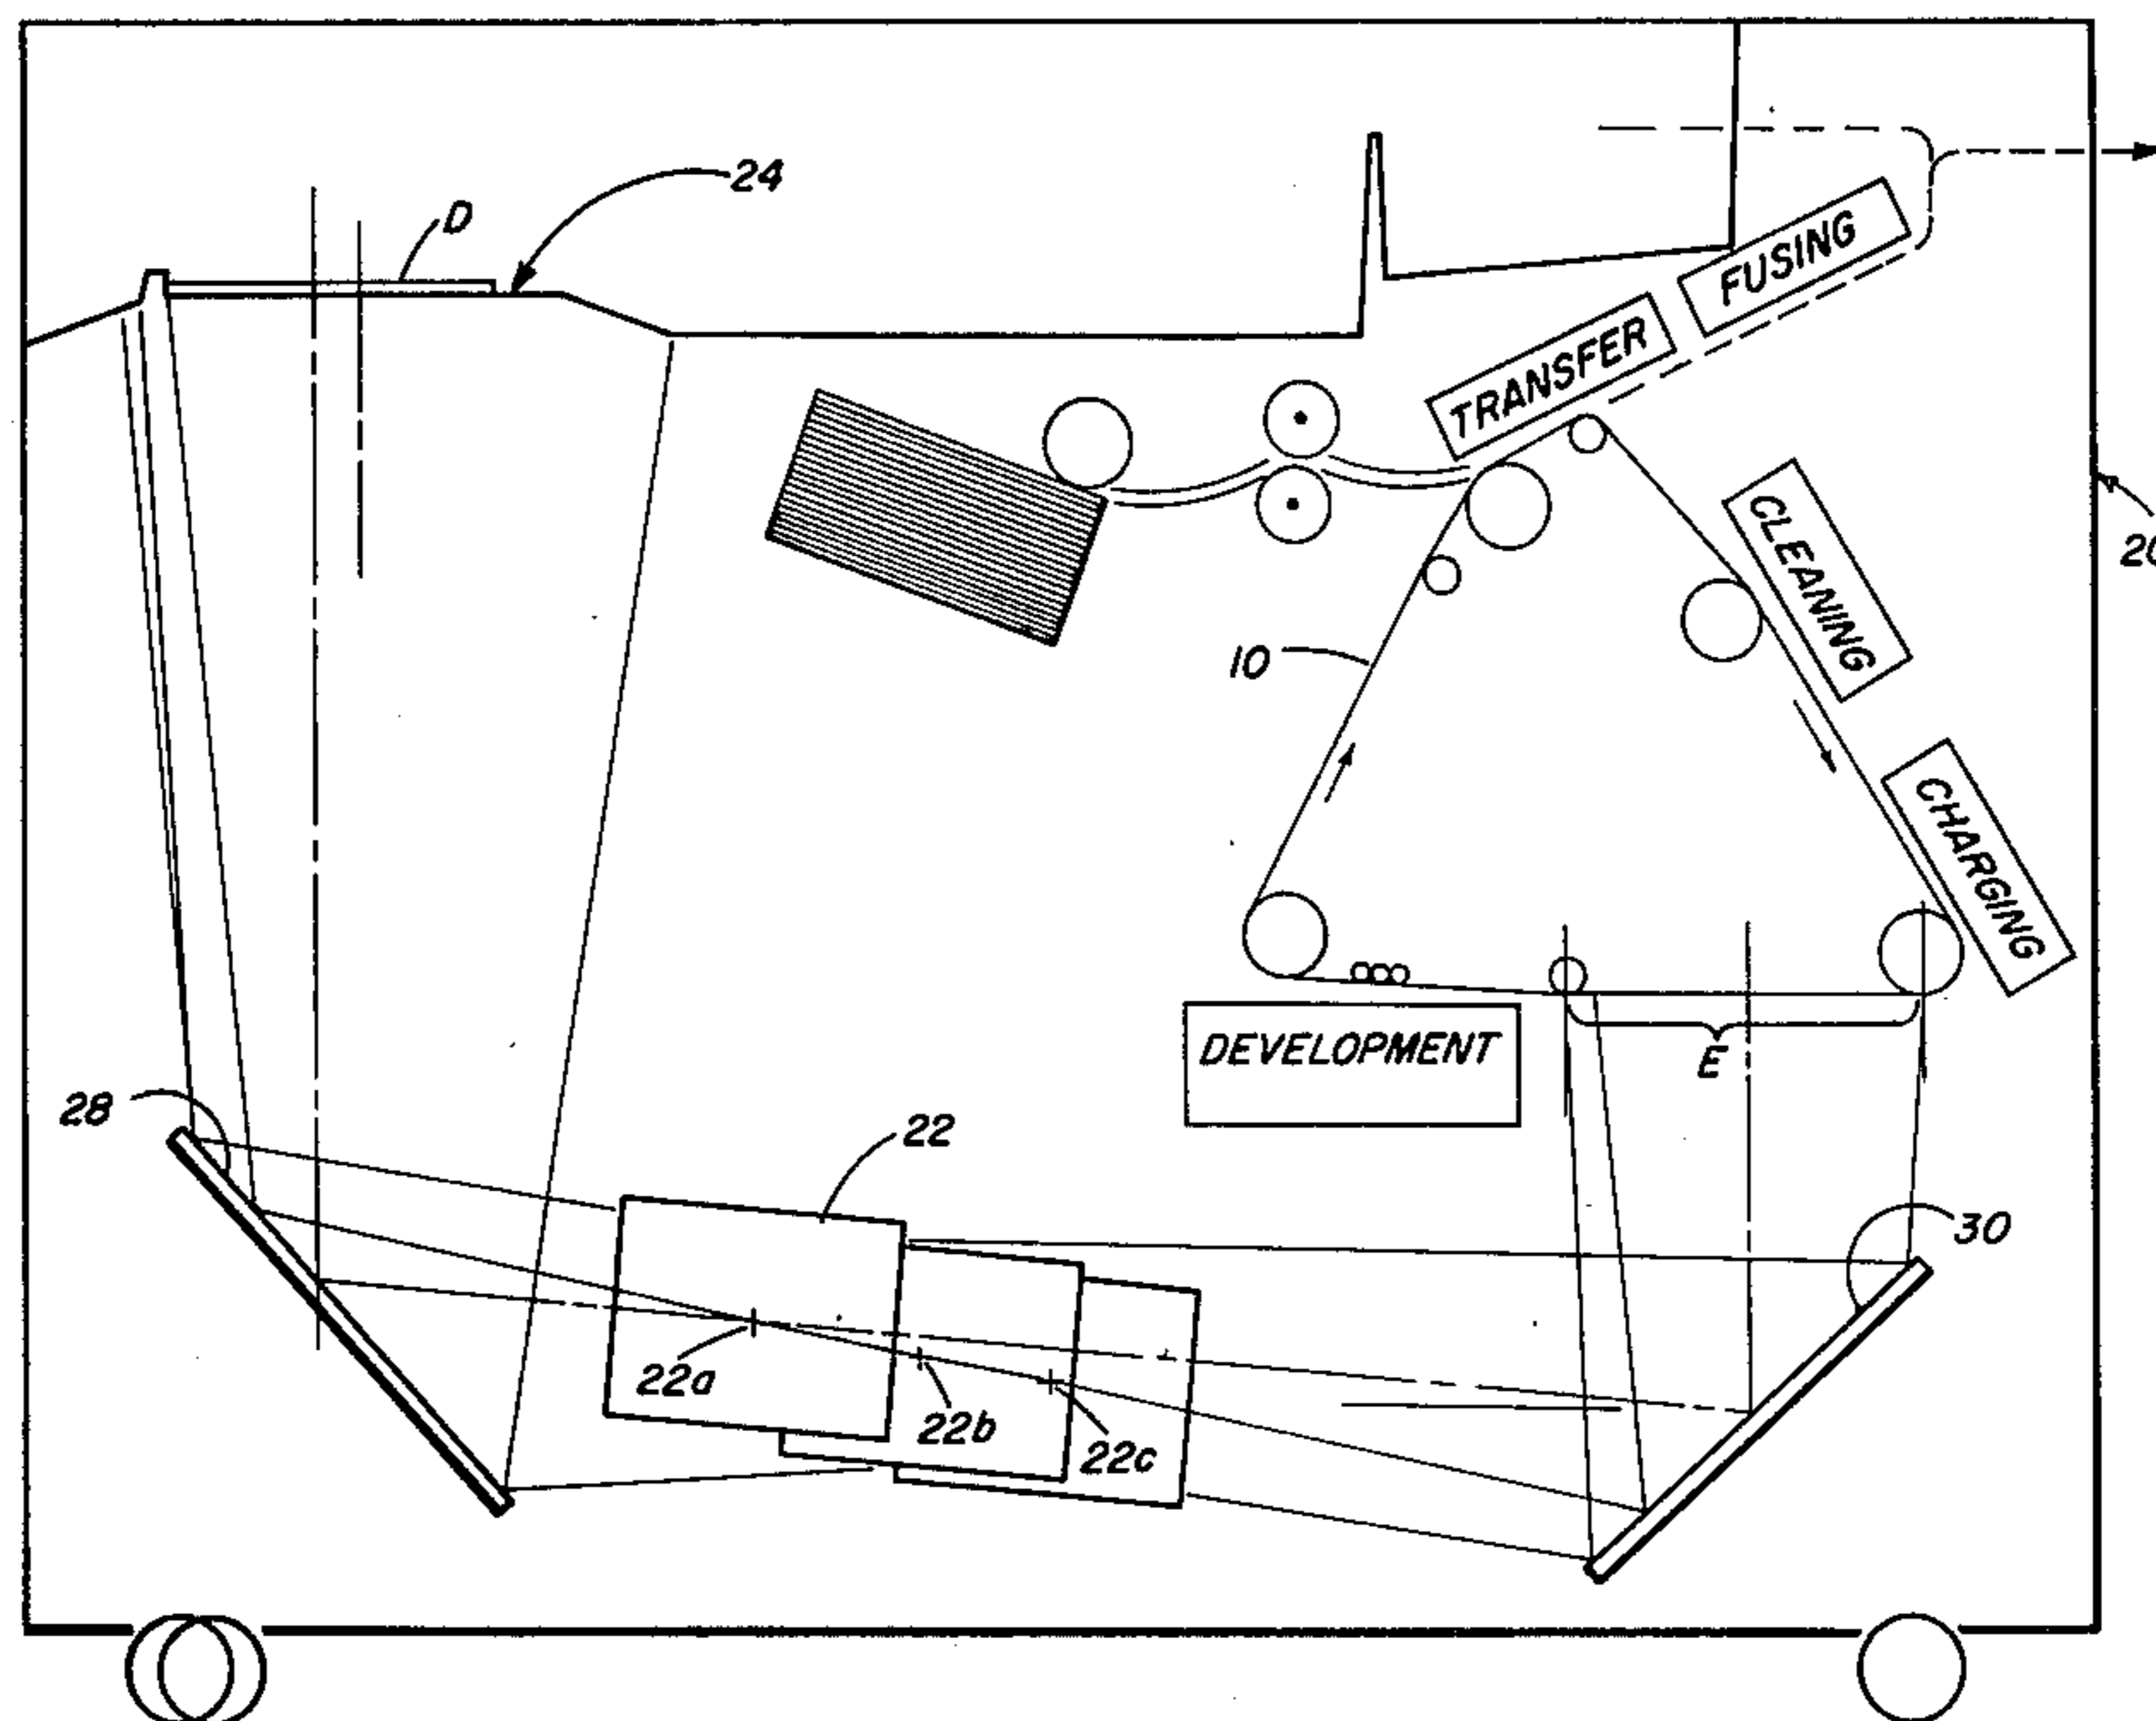 24
D
FUSING
TRANSFER
CLEANING
10
CHARGING
DEVELOPMENT
E
28
22
30
22a
22b
22c